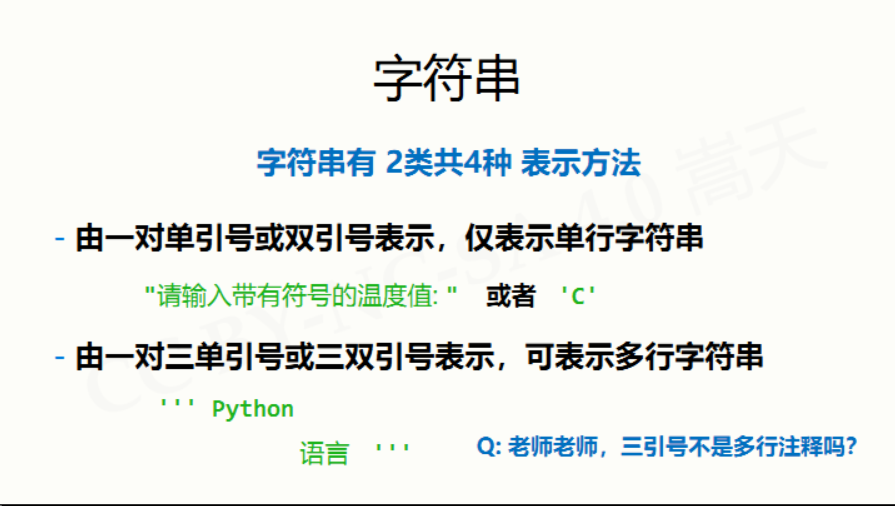 字符串
字符串有 2类共4种 表示方法
- 由一对单引号或双引号表示，仅表示单行字符串
"请输入带有符号的温度值: " 或者 'C'
- 由一对三单引号或三双引号表示，可表示多行字符串
''' Python
语言 '''
Q: 老师老师，三引号不是多行注释吗?
CC BY-NC-SA 4.0 嵩天